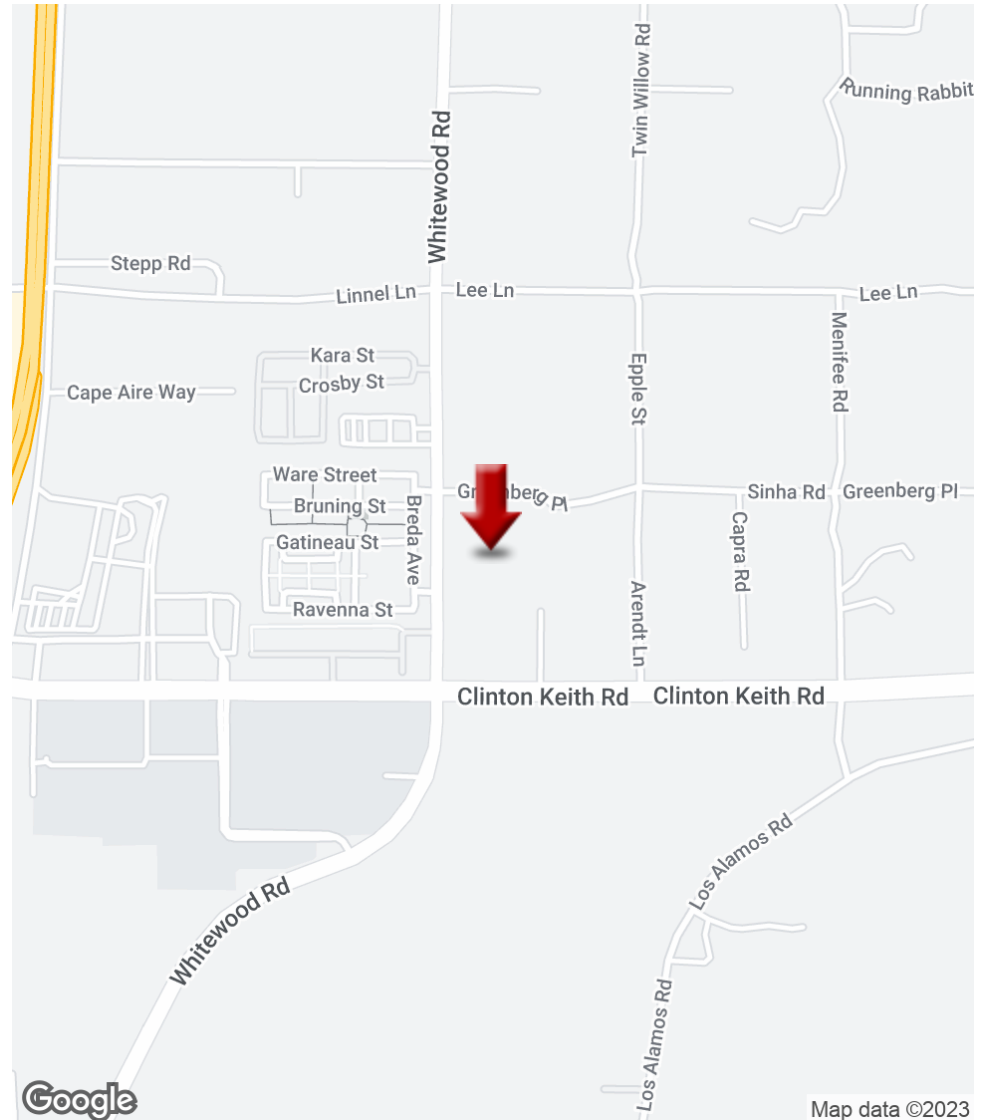 Twin Willow Rd
Running Rabbit
Whitewood Rd
Stepp Rd
Linnel Ln
Lee Ln
Lee Ln
Menifee Rd
Kara St
Crosby St
Cape Aire Way
Epple St
Ware Street
Bruning St
Breda Ave
Gatineau St
Ravenna St
Greenberg Pl
Sinha Rd
Greenberg Pl
Capra Rd
Arendt Ln
Clinton Keith Rd
Clinton Keith Rd
Los Alamos Rd
Whitewood Rd
Los Alamos Rd
Google
Map data ©2023